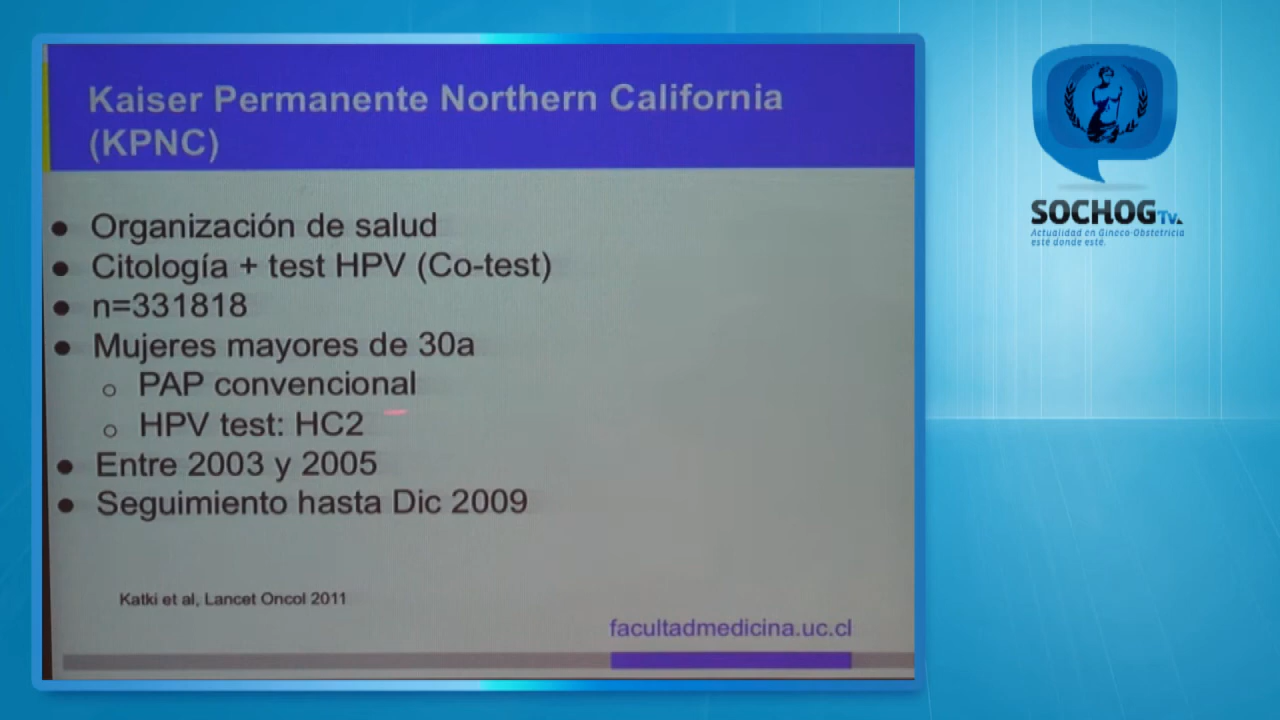 Kaiser Permanente Northern California
(KPNC)
● Organización de salud
● Citología + test HPV (Co-test)
● n=331818
● Mujeres mayores de 30a
○ PAP convencional
○ HPV test: HC2
● Entre 2003 y 2005
● Seguimiento hasta Dic 2009
Katki et al, Lancet Oncol 2011
facultadmedicina.uc.cl
SOCHOG Tv.
Actualidad en Gineco-Obstetricia
esté donde esté.